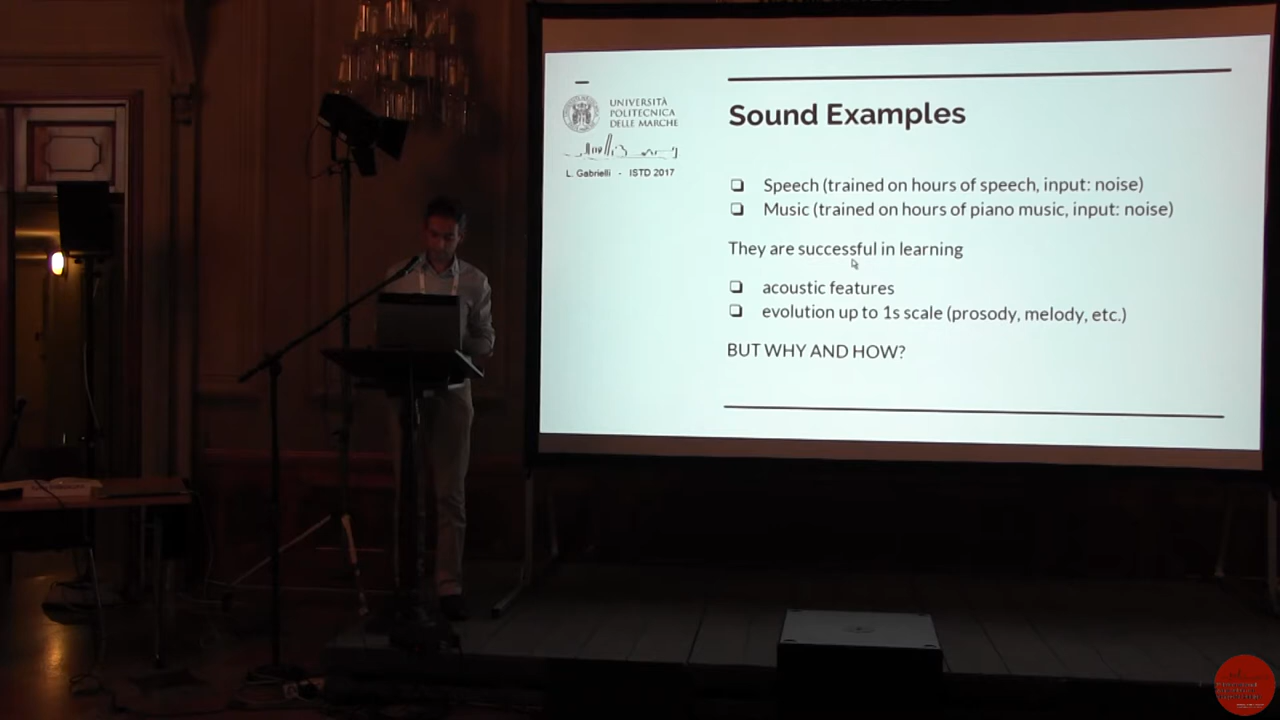 UNIVERSITÀ
POLITECNICA
DELLE MARCHE
L. Gabrielli - ISTD 2017
Sound Examples
Speech (trained on hours of speech, input: noise)
Music (trained on hours of piano music, input: noise)
They are successful in learning
acoustic features
evolution up to 1s scale (prosody, melody, etc.)
BUT WHY AND HOW?